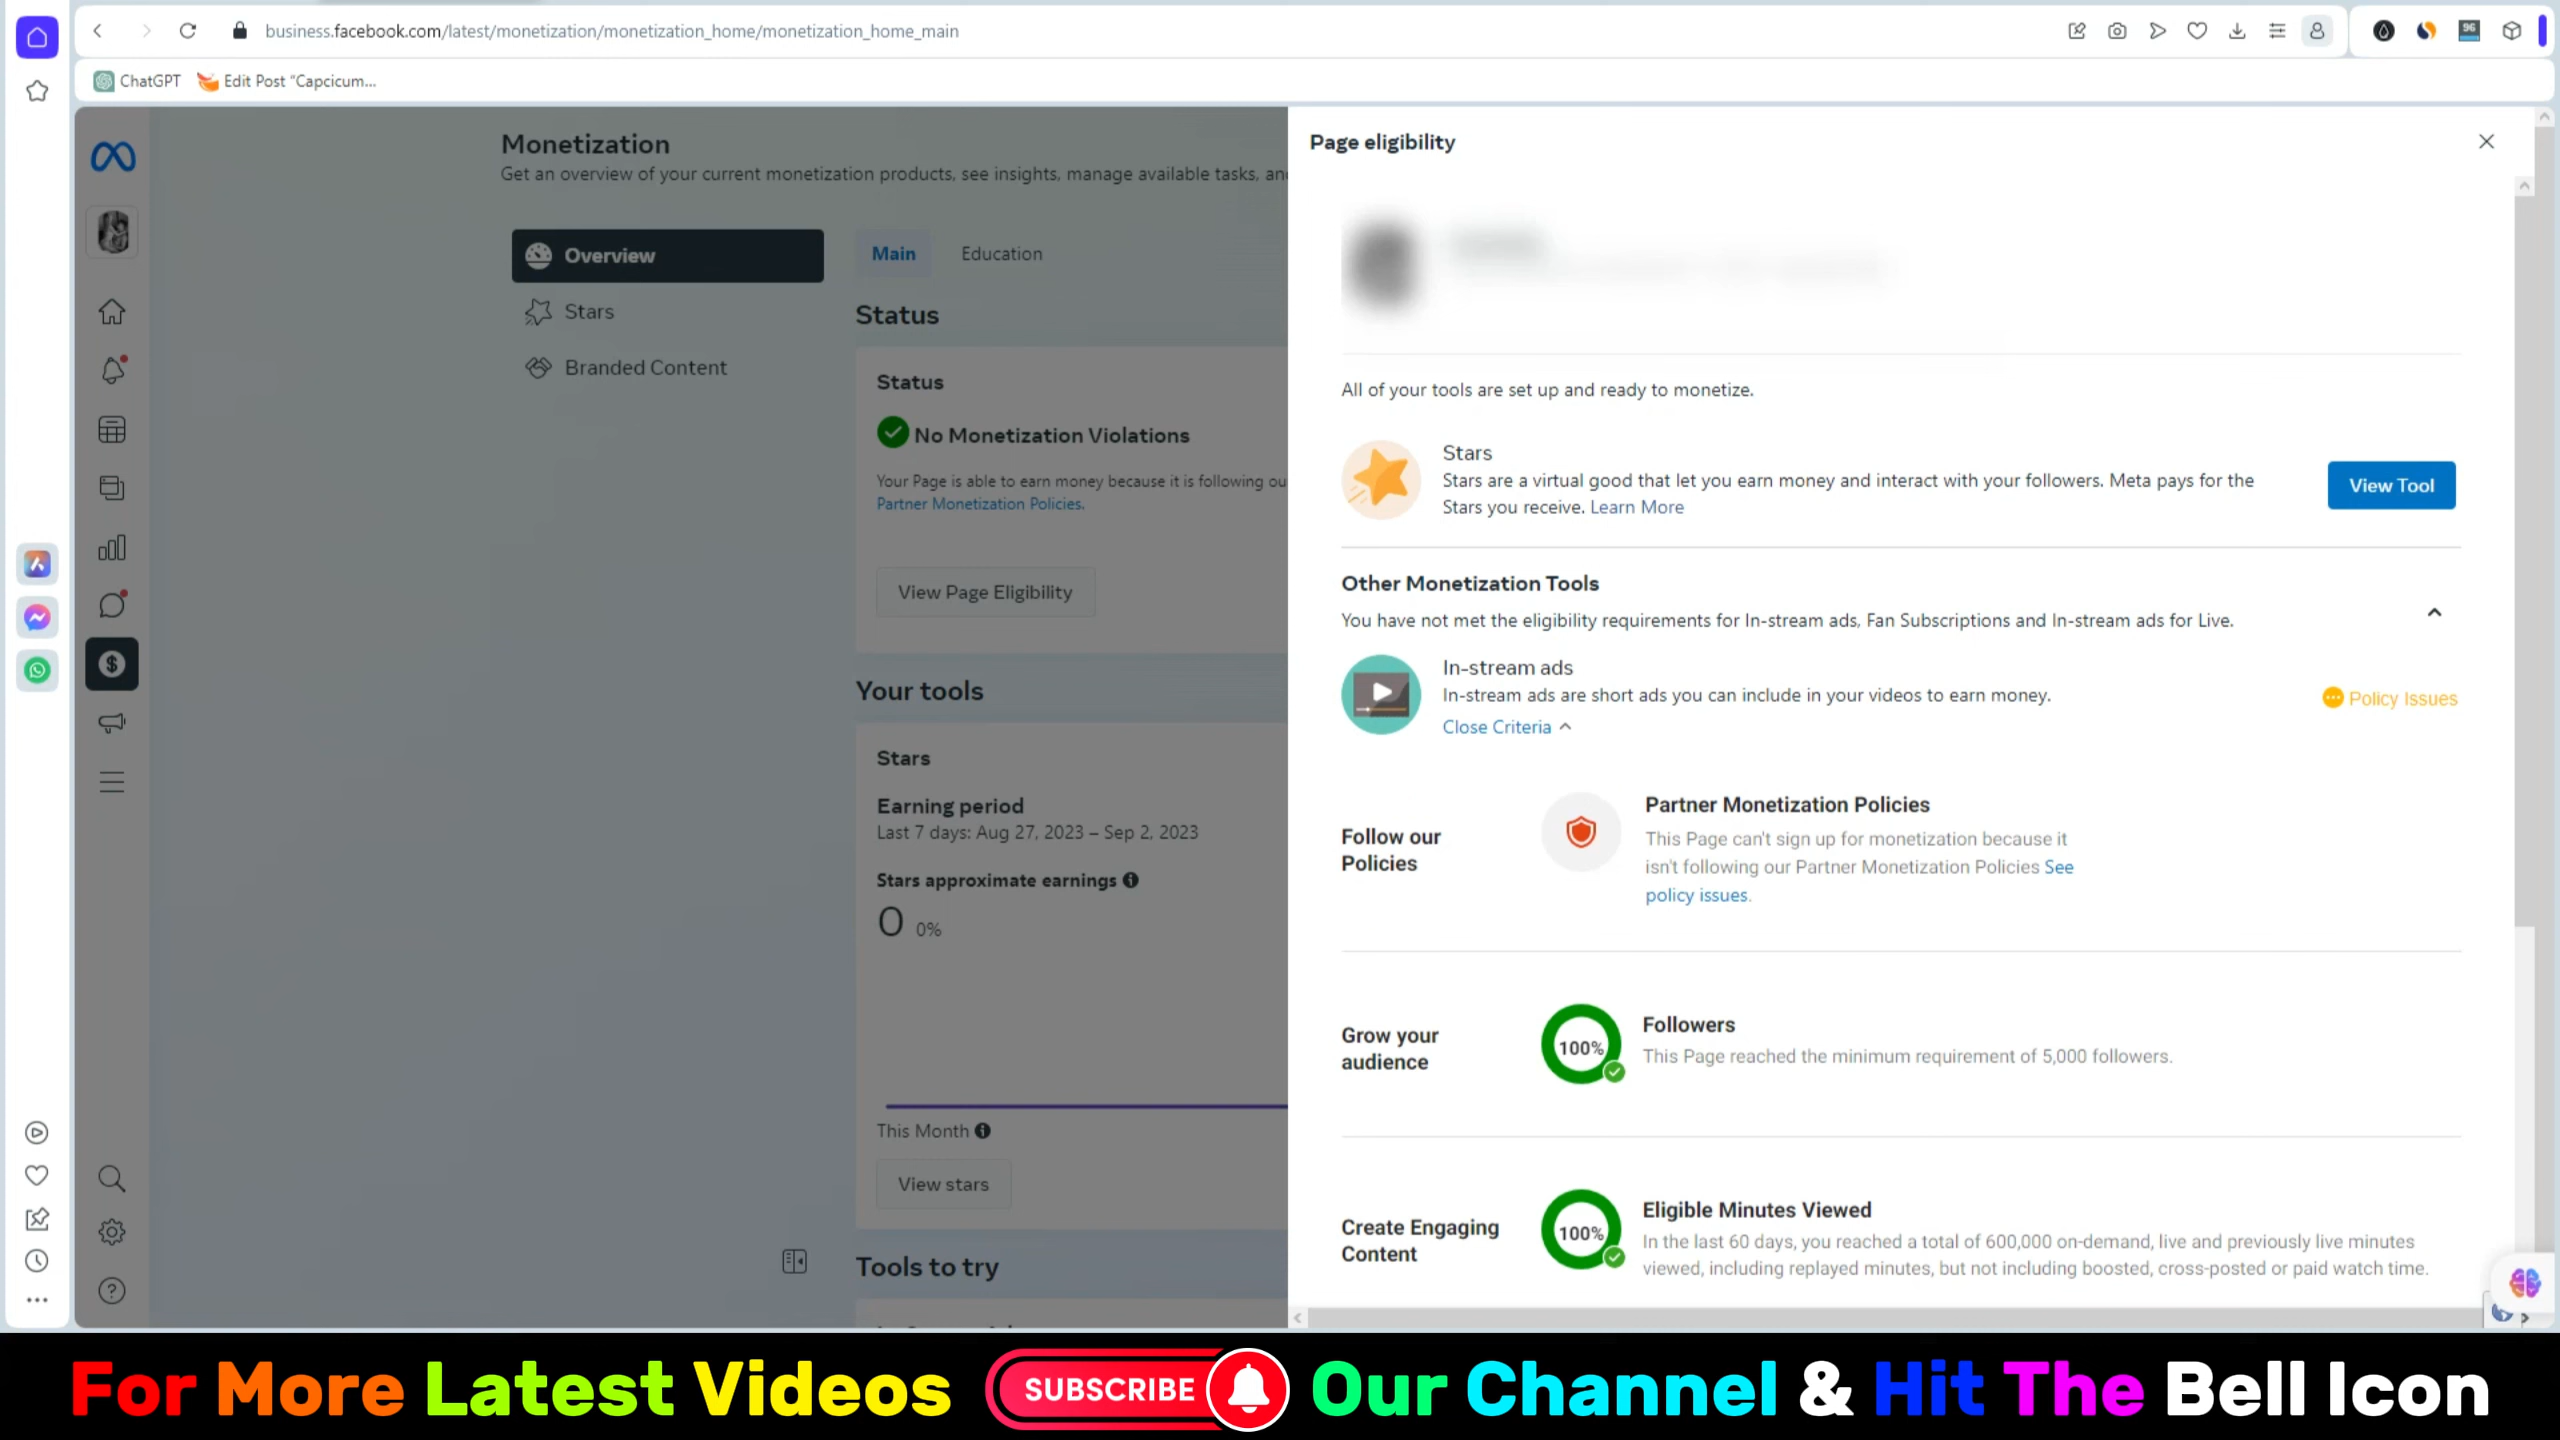 business.facebook.com/latest/monetization/monetization_home/monetization_home_main
96
ChatGPT
Edit Post "Capcicum...
Monetization
Get an overview of your current monetization products, see insights, manage available tasks, an
Overview
Stars
Branded Content
Main
Education
Status
Status
No Monetization Violations
Your Page is able to earn money because it is following ou
Partner Monetization Policies.
View Page Eligibility
Your tools
Stars
Earning period
Last 7 days: Aug 27, 2023 – Sep 2, 2023
Stars approximate earnings
0 0%
This Month
View stars
Tools to try
Page eligibility
All of your tools are set up and ready to monetize.
Stars
Stars are a virtual good that let you earn money and interact with your followers. Meta pays for the
Stars you receive. Learn More
View Tool
Other Monetization Tools
You have not met the eligibility requirements for In-stream ads, Fan Subscriptions and In-stream ads for Live.
In-stream ads
In-stream ads are short ads you can include in your videos to earn money.
Close Criteria
Policy Issues
Follow our
Policies
Partner Monetization Policies
This Page can't sign up for monetization because it
isn't following our Partner Monetization Policies See
policy issues.
Grow your
audience
100%
Followers
This Page reached the minimum requirement of 5,000 followers.
Create Engaging
Content
100%
Eligible Minutes Viewed
In the last 60 days, you reached a total of 600,000 on-demand, live and previously live minutes
viewed, including replayed minutes, but not including boosted, cross-posted or paid watch time.
For More Latest Videos SUBSCRIBE Our Channel & Hit The Bell Icon